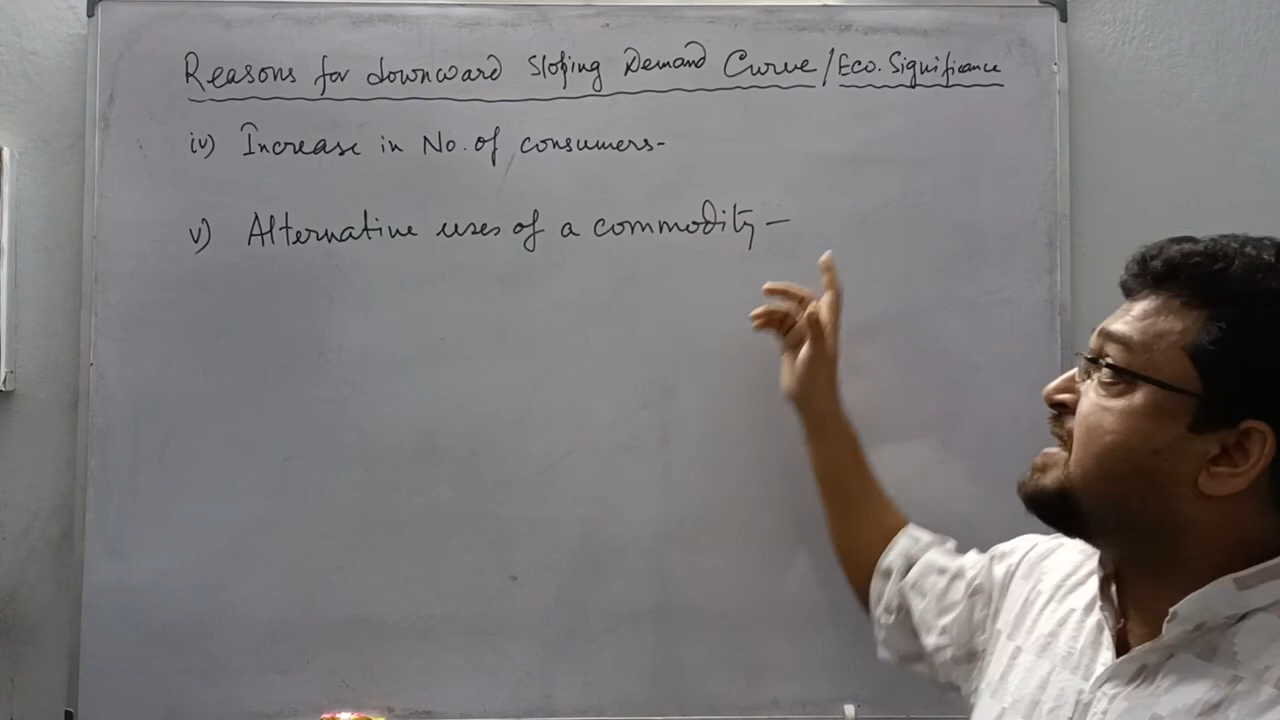 Reasons for downward Sloping Demand Curve / Eco. Significance
iv) Increase in No. of consumers-
v) Alternative uses of a commodity -